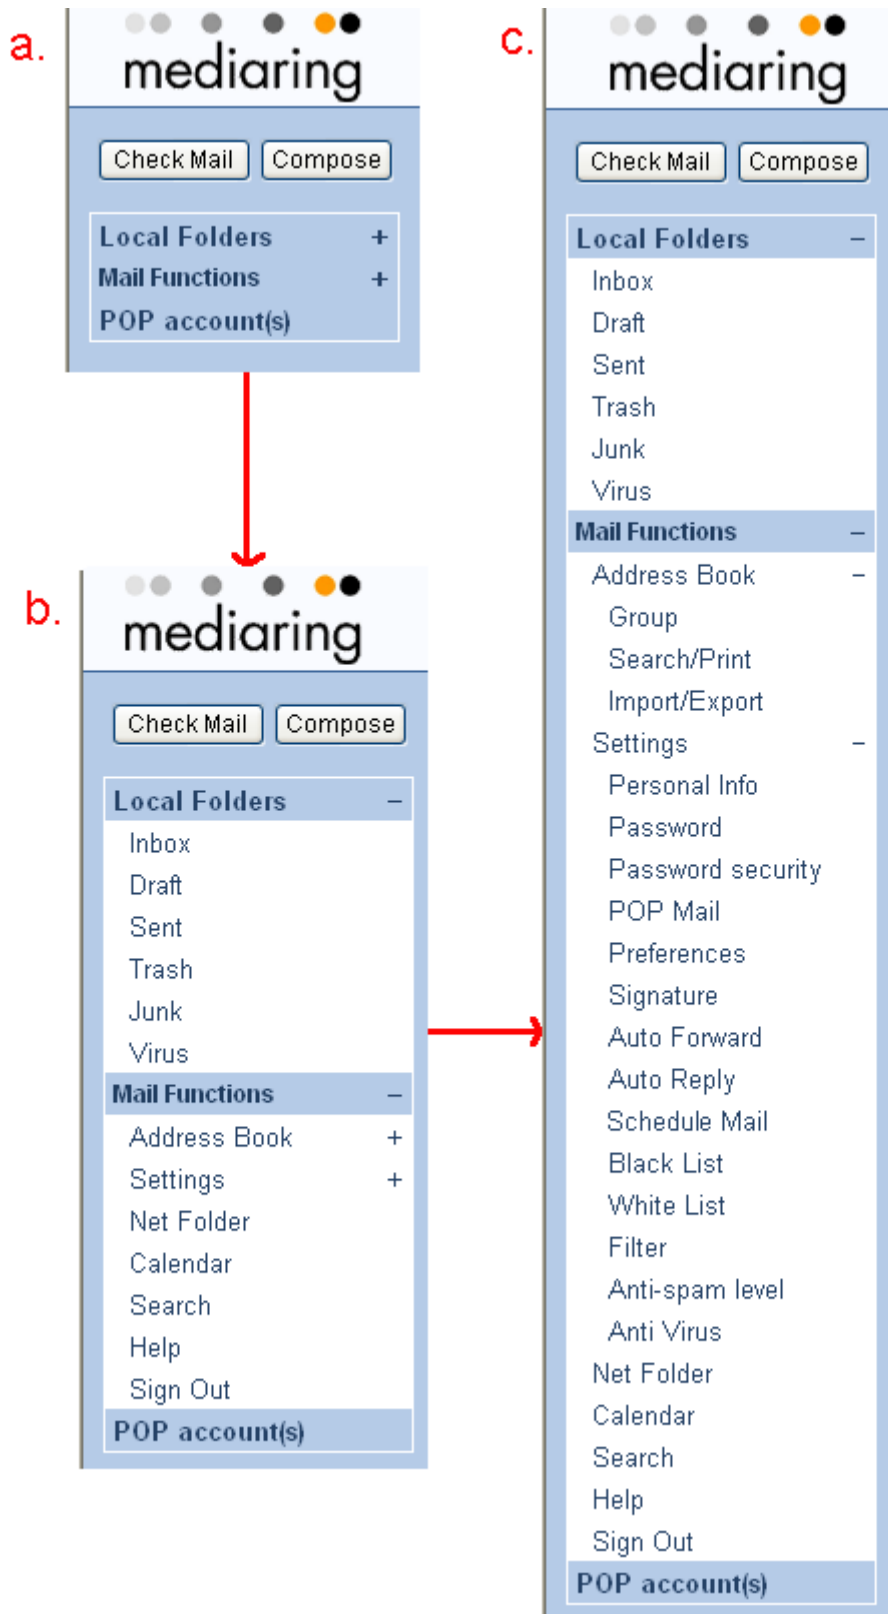 a.
mediaring
Check Mail Compose
Local Folders +
Mail Functions +
POP account(s)
b.
mediaring
Check Mail Compose
Local Folders –
Inbox
Draft
Sent
Trash
Junk
Virus
Mail Functions –
Address Book +
Settings +
Net Folder
Calendar
Search
Help
Sign Out
POP account(s)
c.
mediaring
Check Mail Compose
Local Folders –
Inbox
Draft
Sent
Trash
Junk
Virus
Mail Functions –
Address Book –
Group
Search/Print
Import/Export
Settings –
Personal Info
Password
Password security
POP Mail
Preferences
Signature
Auto Forward
Auto Reply
Schedule Mail
Black List
White List
Filter
Anti-spam level
Anti Virus
Net Folder
Calendar
Search
Help
Sign Out
POP account(s)